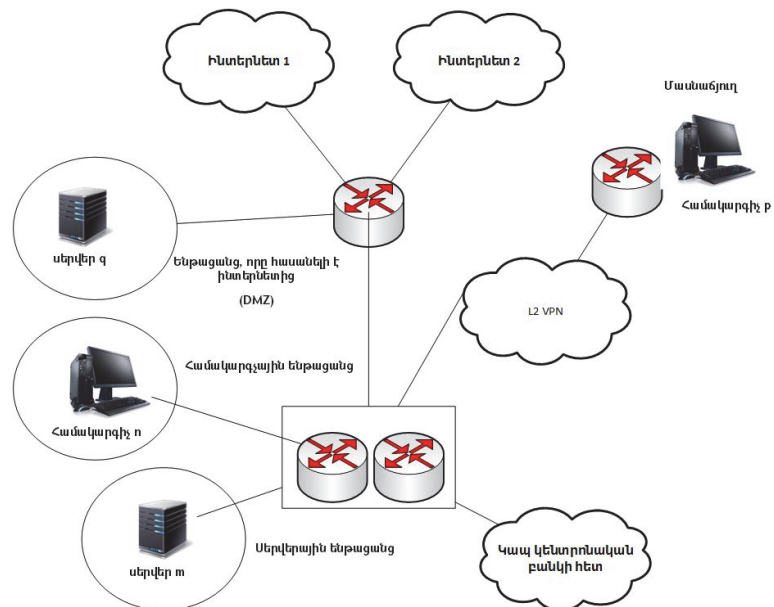 Ինտերնետ 1
Ինտերնետ 2
Մասնաճյուղ
Համակարգիչ p
սերվեր q
Ենթացանց, որը հասանելի է
ինտերնետից
(DMZ)
L2 VPN
Համակարգչային ենթացանց
Համակարգիչ n
Սերվերային ենթացանց
սերվեր m
Կապ կենտրոնական
բանկի հետ